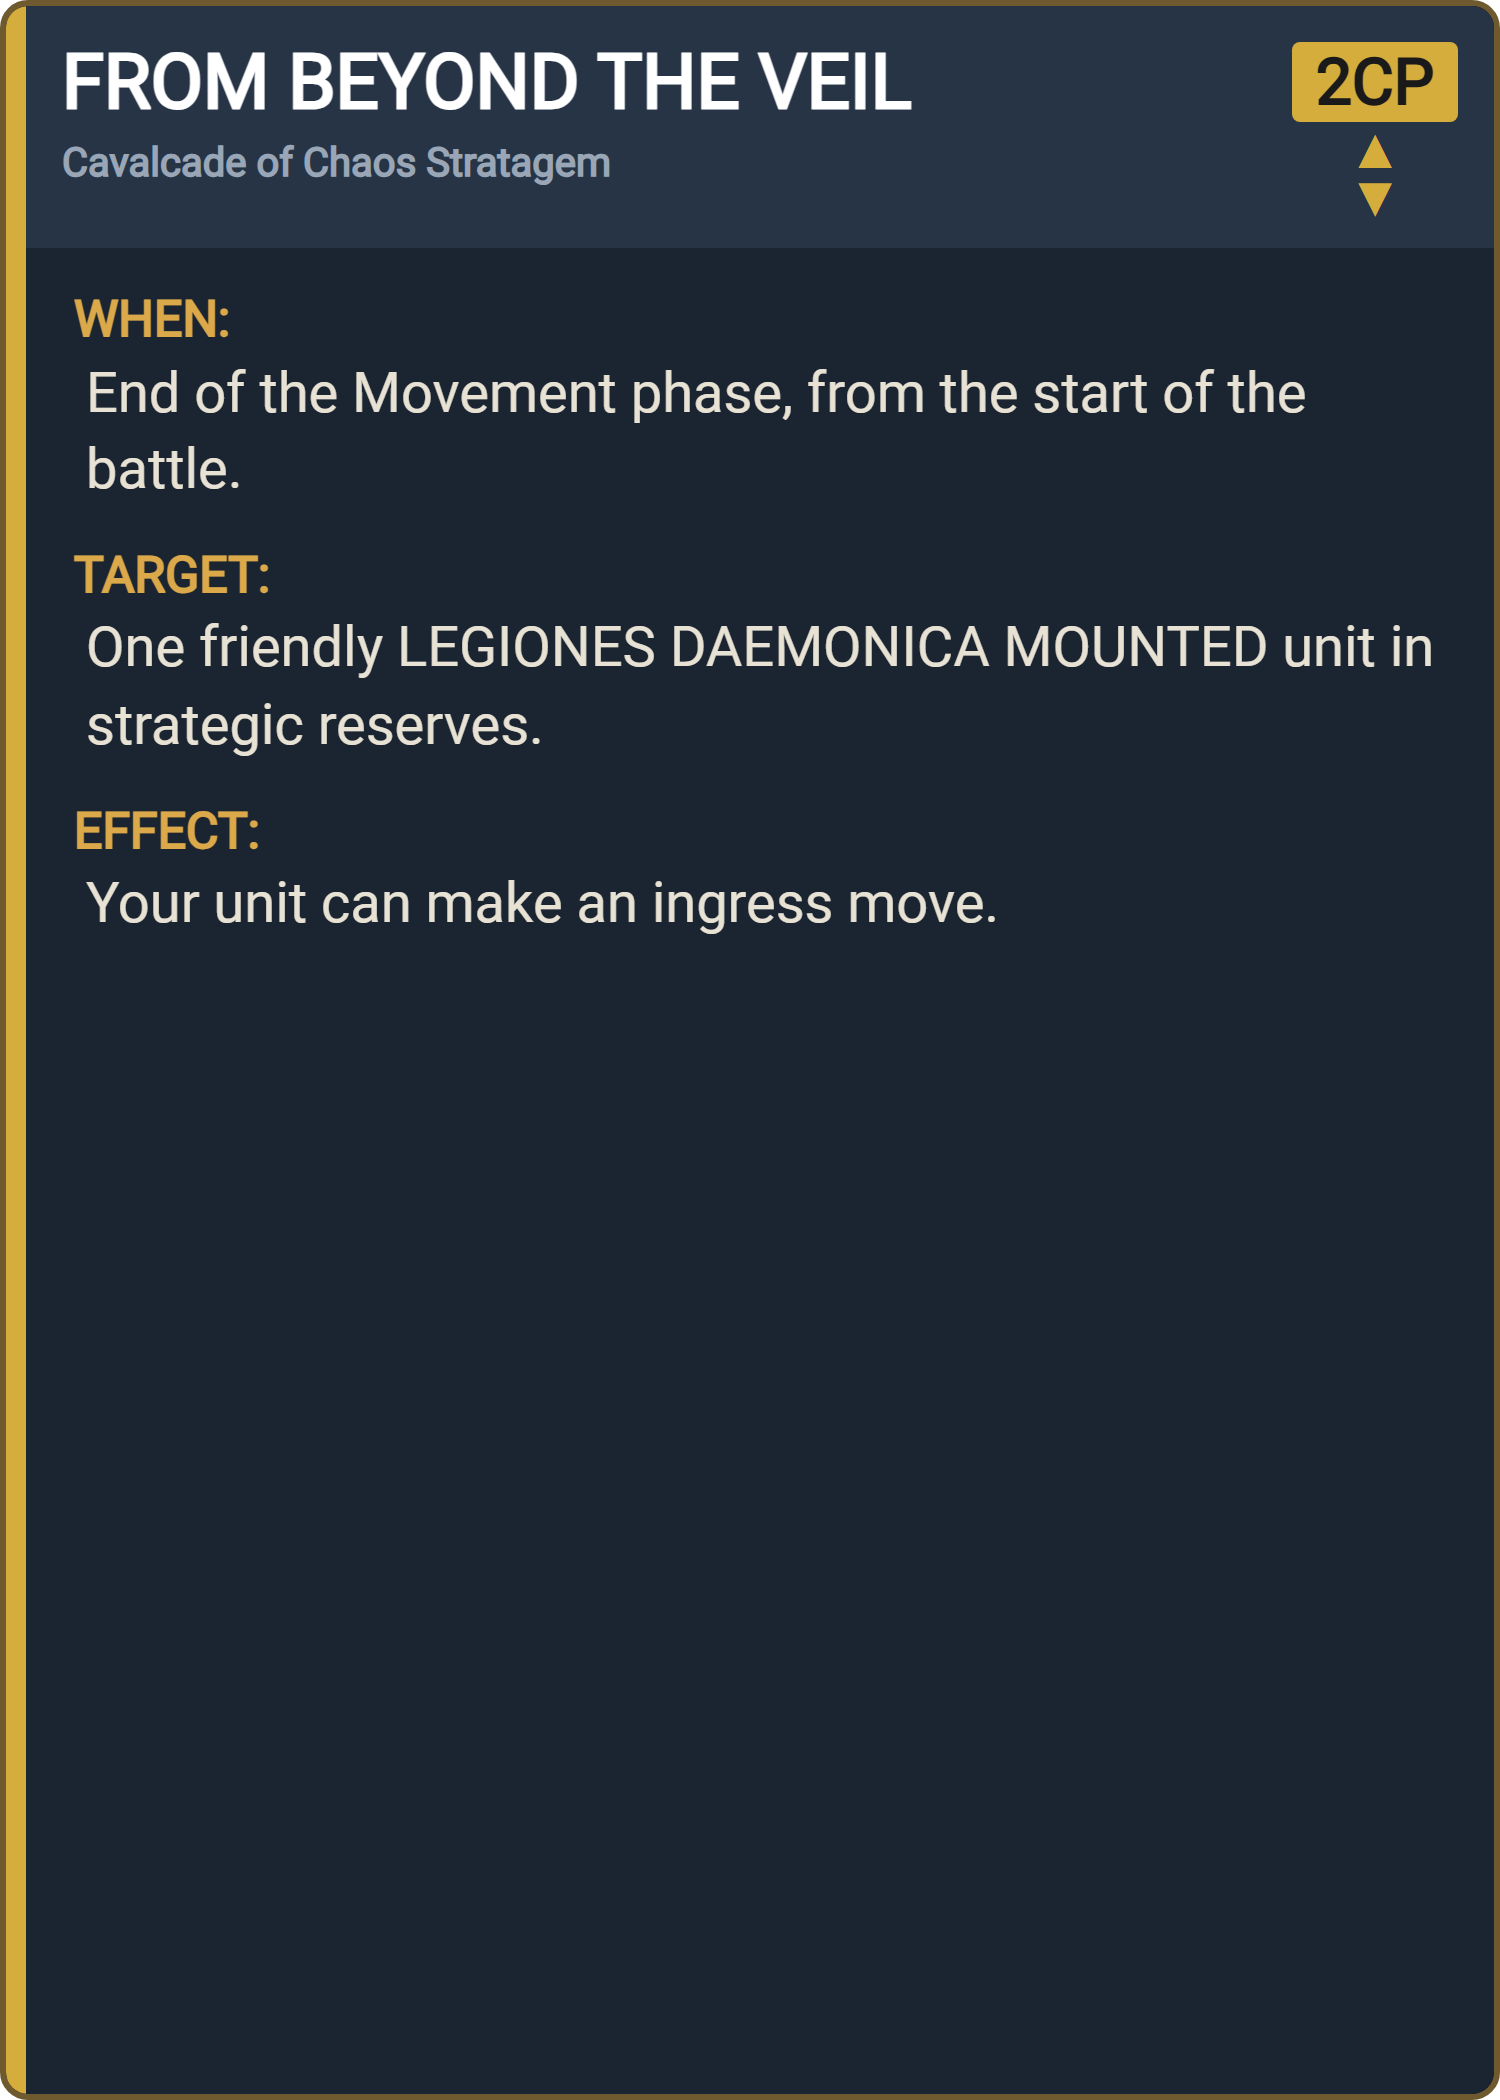 FROM BEYOND THE VEIL
2CP
Cavalcade of Chaos Stratagem
WHEN:
End of the Movement phase, from the start of the
battle.
TARGET:
One friendly LEGIONES DAEMONICA MOUNTED unit in
strategic reserves.
EFFECT:
Your unit can make an ingress move.